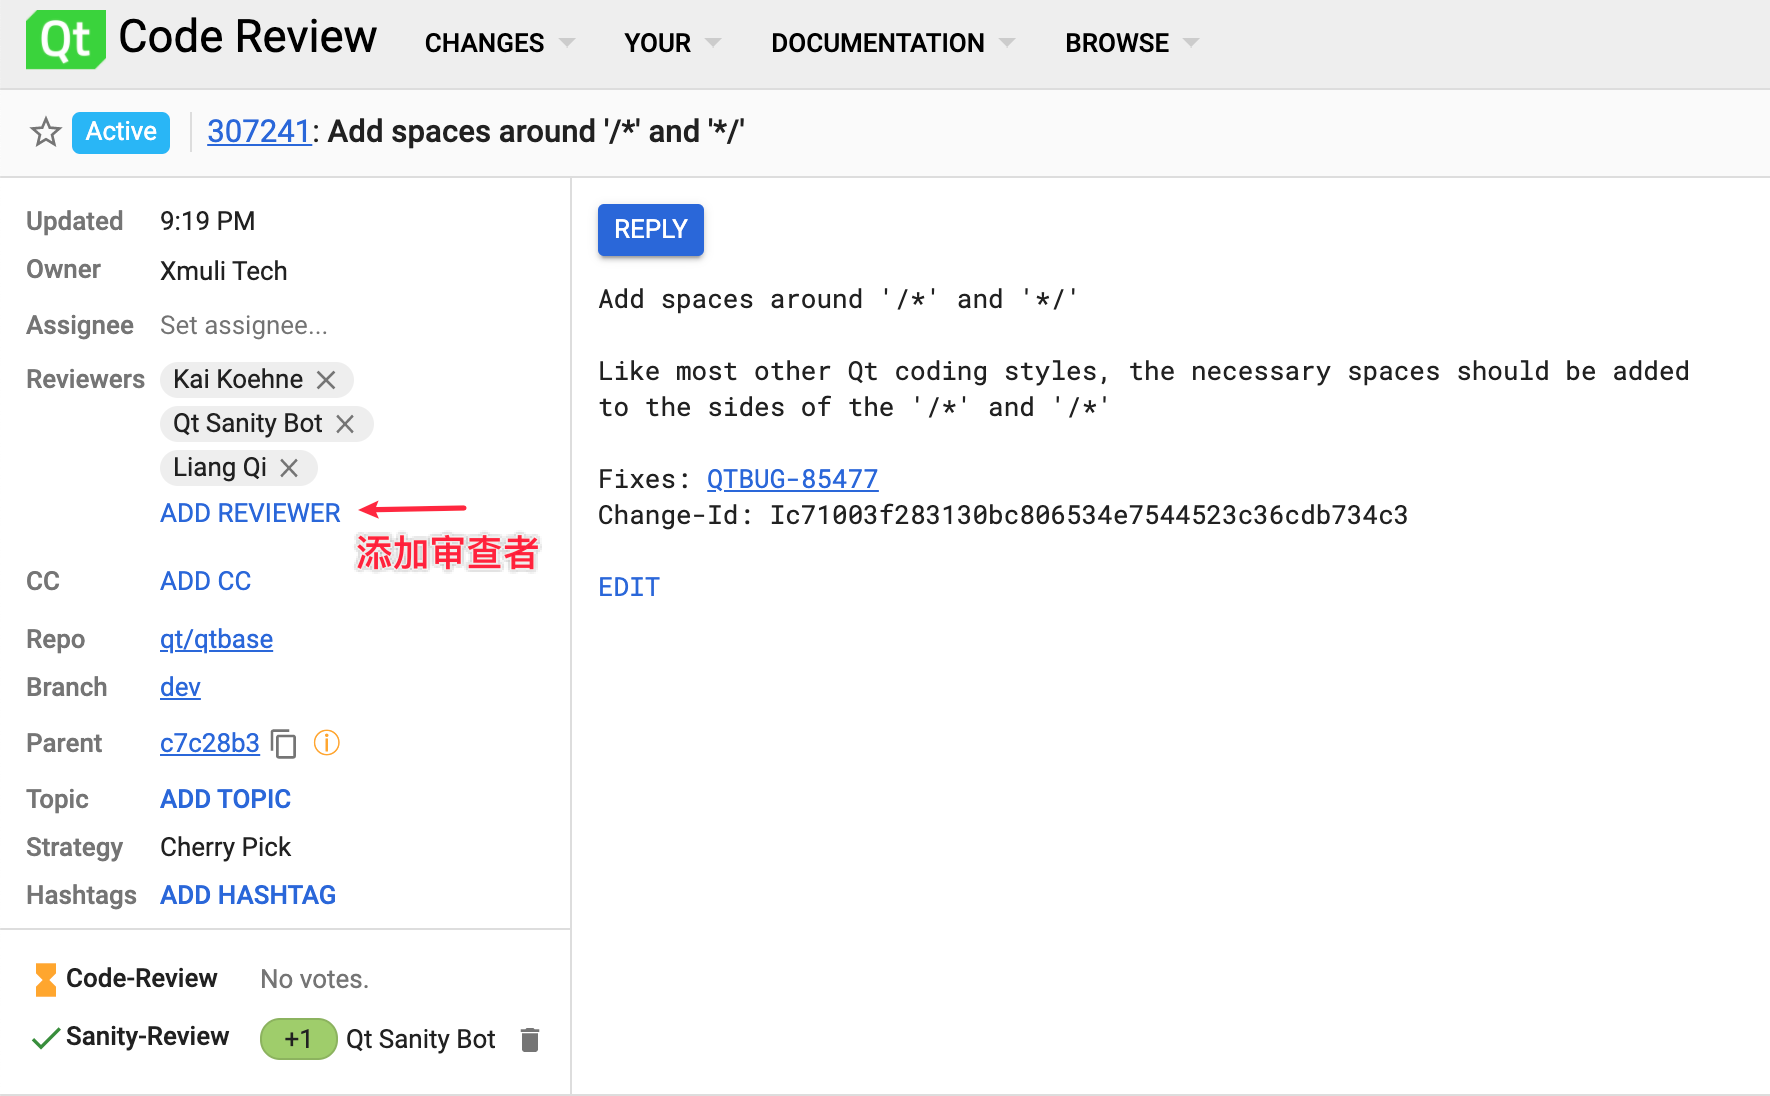 Qt Code Review CHANGES YOUR DOCUMENTATION BROWSE
Active 307241: Add spaces around '/*' and '*/'
Updated 9:19 PM
Owner Xmuli Tech
Assignee Set assignee...
Reviewers Kai Koehne
Qt Sanity Bot
Liang Qi
ADD REVIEWER
添加审查者
CC ADD CC
Repo qt/qtbase
Branch dev
Parent c7c28b3
Topic ADD TOPIC
Strategy Cherry Pick
Hashtags ADD HASHTAG
Code-Review No votes.
Sanity-Review +1 Qt Sanity Bot
REPLY
Add spaces around '/*' and '*/'
Like most other Qt coding styles, the necessary spaces should be added
to the sides of the '/*' and '/*'
Fixes: QTBUG-85477
Change-Id: Ic71003f283130bc806534e7544523c36cdb734c3
EDIT